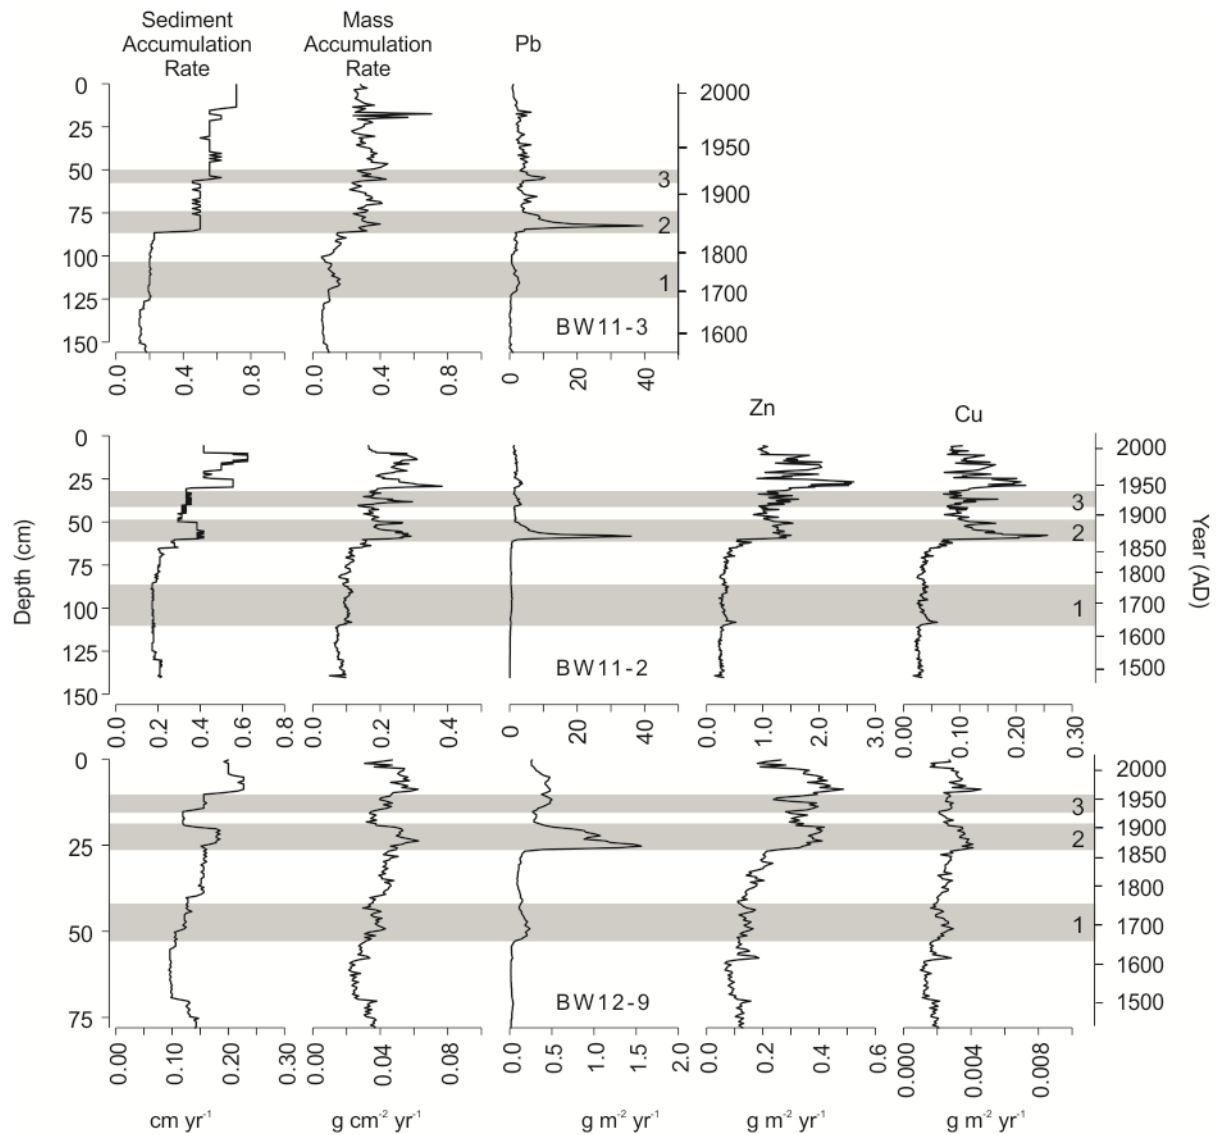 Sediment Accumulation Rate
Mass Accumulation Rate
Pb
0
25
50
75
100
125
150
2000
1950
1900
1800
1700
1600
3
2
1
BW11-3
0.0 0.4 0.8
0.0 0.4 0.8
0 20 40
Zn
Cu
Depth (cm)
0
25
50
75
100
125
150
2000
1950
1900
1850
1800
1700
1600
1500
3
2
1
BW11-2
Year (AD)
0.0 0.2 0.4 0.6 0.8
0.0 0.2 0.4
0 20 40
0.0 1.0 2.0 3.0
0.00 0.10 0.20 0.30
0
25
50
75
2000
1950
1900
1850
1800
1700
1600
1500
3
2
1
BW12-9
0.00 0.10 0.20 0.30
0.00 0.04 0.08
0.0 0.5 1.0 1.5 2.0
0.0 0.2 0.4 0.6
0.000 0.004 0.008
cm yr⁻¹
g cm⁻² yr⁻¹
g m⁻² yr⁻¹
g m⁻² yr⁻¹
g m⁻² yr⁻¹